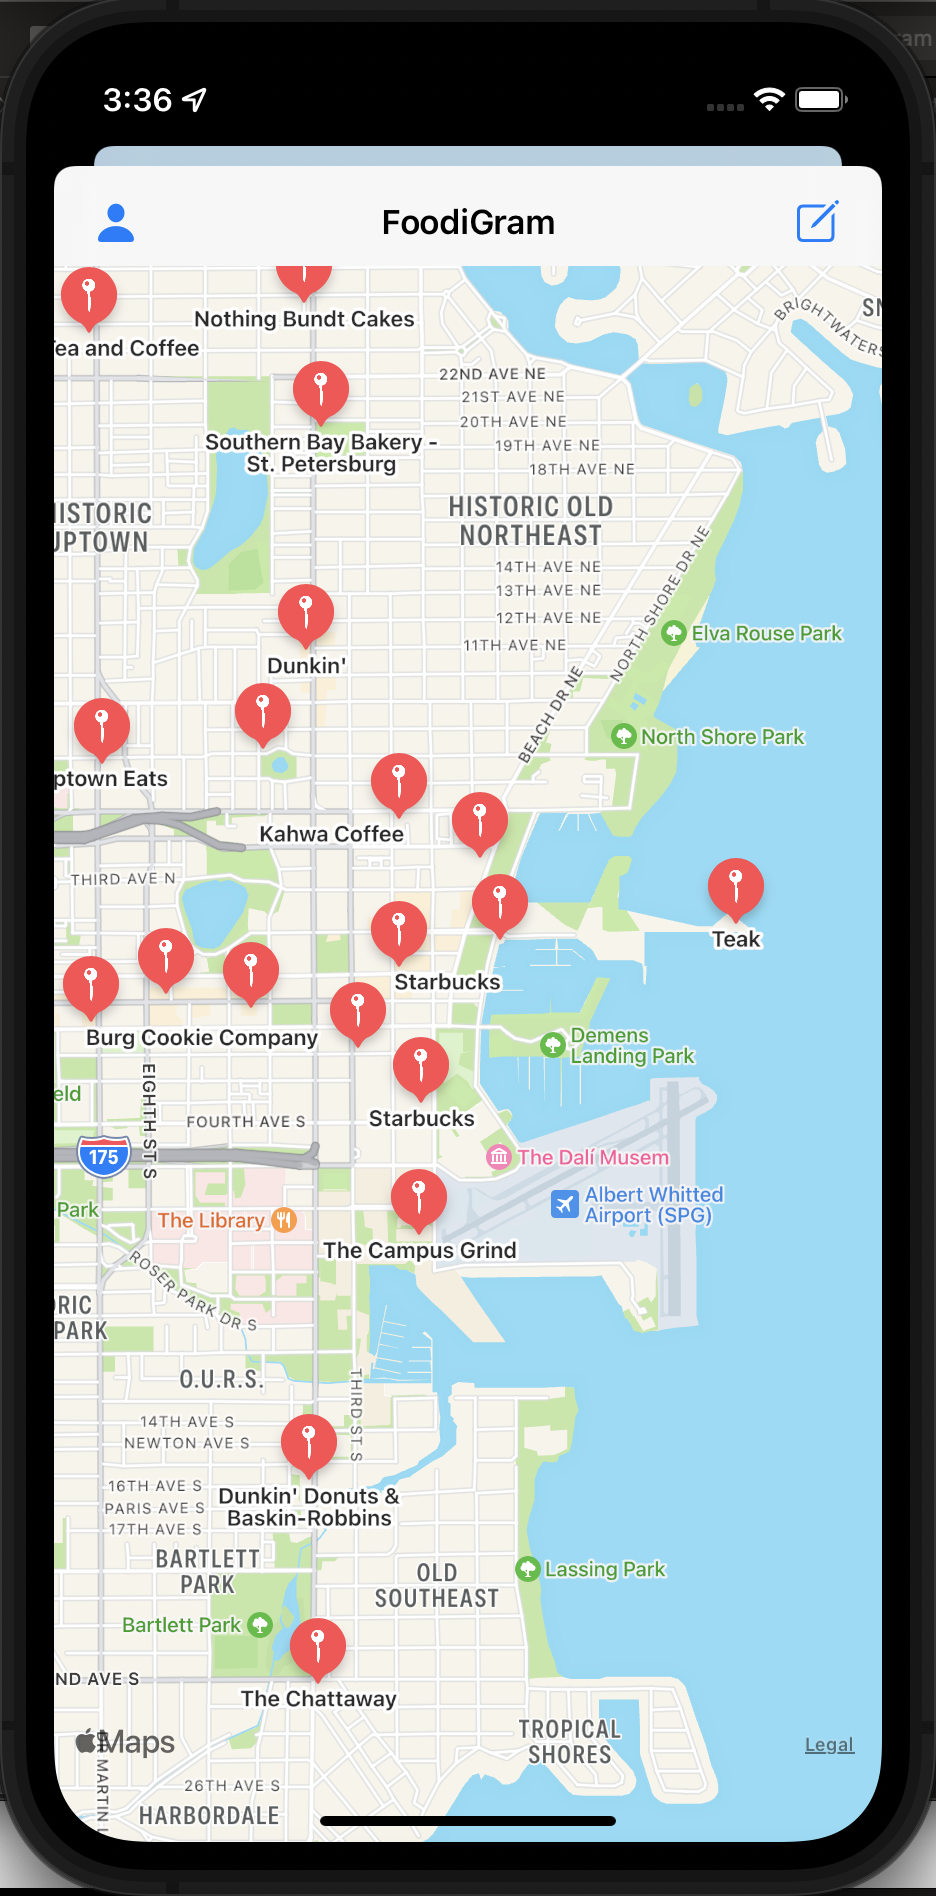 3:36
FoodiGram
Nothing Bundt Cakes
ea and Coffee
BRIGHTWATERS
SN
22ND AVE NE
21ST AVE NE
20TH AVE NE
19TH AVE NE
18TH AVE NE
Southern Bay Bakery -
St. Petersburg
HISTORIC OLD
NORTHEAST
ISTORIC
UPTOWN
14TH AVE NE
13TH AVE NE
12TH AVE NE
11TH AVE NE
NORTH SHORE DR NE
Elva Rouse Park
Dunkin'
BEACH DR NE
North Shore Park
ptown Eats
Kahwa Coffee
THIRD AVE N
Teak
Starbucks
Burg Cookie Company
Demens
Landing Park
eld
EIGHTH ST S
FOURTH AVE S
Starbucks
175
The Dalí Musem
Albert Whitted
Airport (SPG)
Park
The Library
The Campus Grind
ROSER PARK DR S
ORIC
PARK
O.U.R.S.
THIRD ST S
14TH AVE S
NEWTON AVE S
16TH AVE S
PARIS AVE S
17TH AVE S
Dunkin' Donuts &
Baskin-Robbins
BARTLETT
PARK
OLD
SOUTHEAST
Lassing Park
Bartlett Park
ND AVE S
The Chattaway
TROPICAL
SHORES
Maps
Legal
MARTIN L
26TH AVE S
HARBORDALE